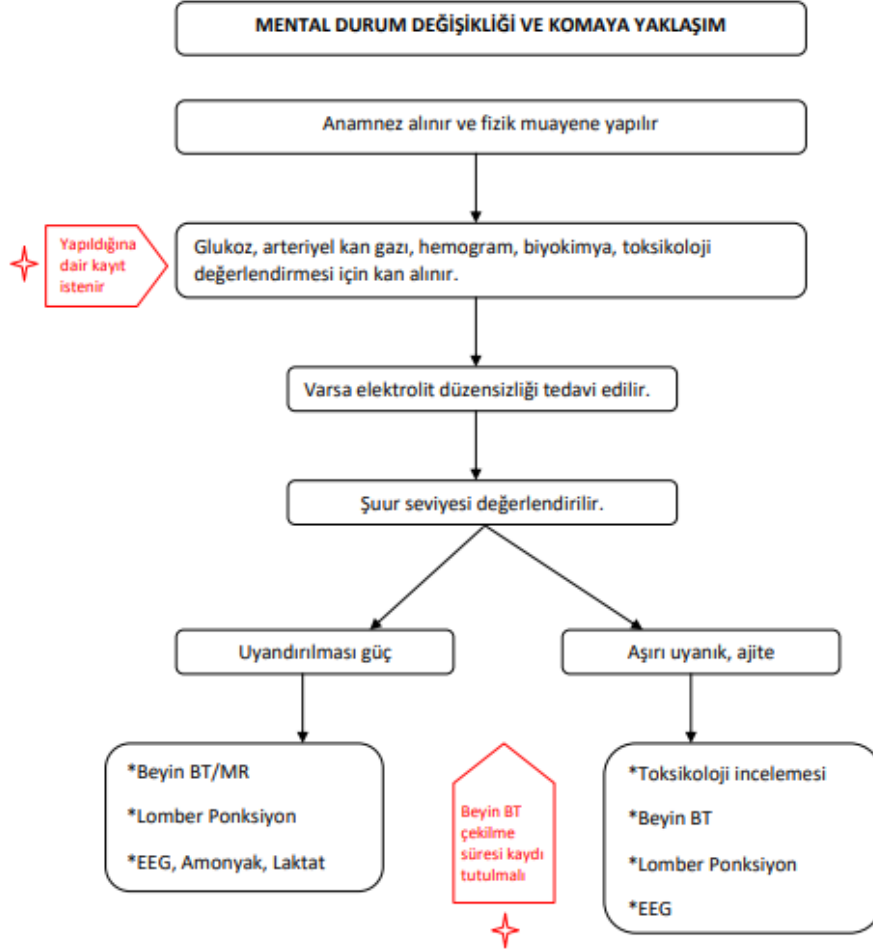 MENTAL DURUM DEĞİŞİKLİĞİ VE KOMAYA YAKLAŞIM
Anamnez alınır ve fizik muayene yapılır
Yapıldığına
dair kayıt
istenir
Glukoz, arteriyel kan gazı, hemogram, biyokimya, toksikoloji
değerlendirmesi için kan alınır.
Varsa elektrolit düzensizliği tedavi edilir.
Şuur seviyesi değerlendirilir.
Uyandırılması güç
Aşırı uyanık, ajite
*Beyin BT/MR
*Lomber Ponksiyon
*EEG, Amonyak, Laktat
Beyin BT
çekilme
süresi kaydı
tutulmalı
*Toksikoloji incelemesi
*Beyin BT
*Lomber Ponksiyon
*EEG